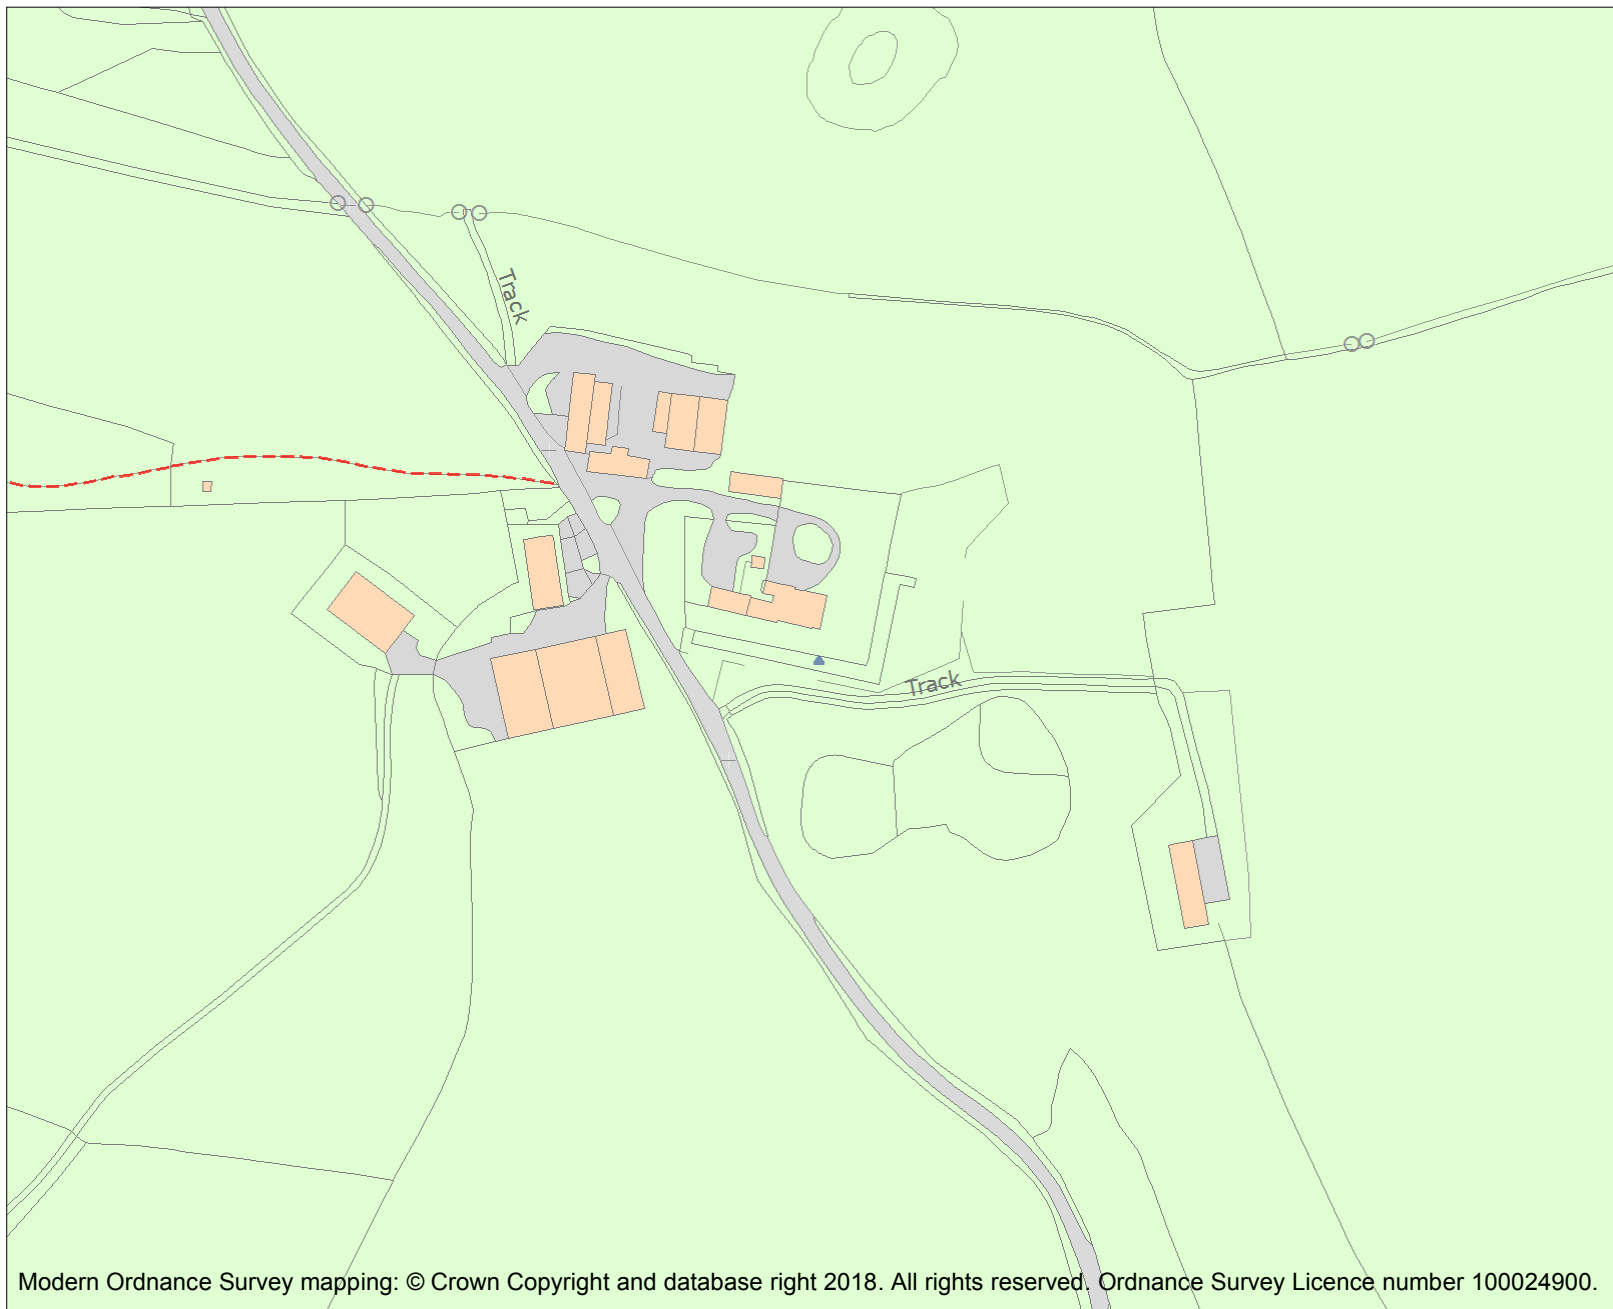 Track
Track
Modern Ordnance Survey mapping: © Crown Copyright and database right 2018. All rights reserved. Ordnance Survey Licence number 100024900.